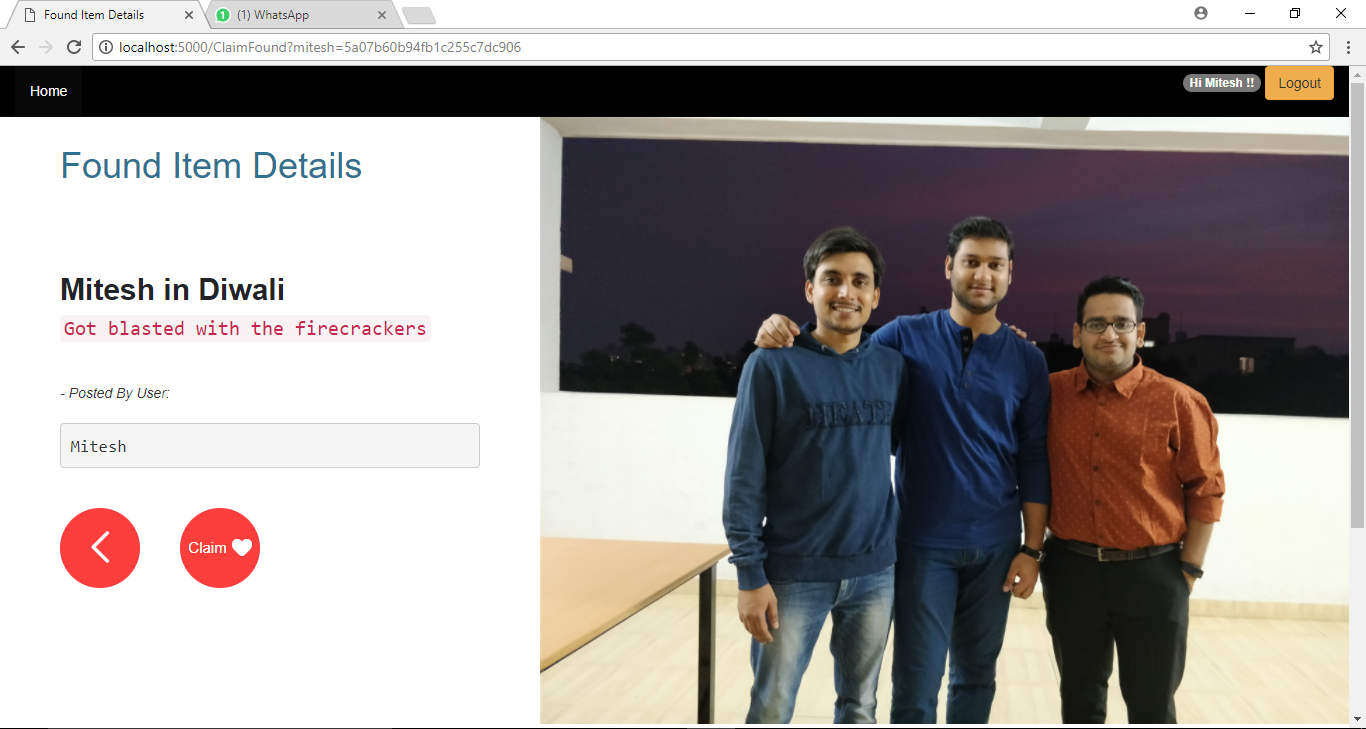 Found Item Details
(1) WhatsApp
localhost:5000/ClaimFound?mitesh=5a07b60b94fb1c255c7dc906
Home
Hi Mitesh !!
Logout
Found Item Details
Mitesh in Diwali
Got blasted with the firecrackers
- Posted By User:
Mitesh
Claim